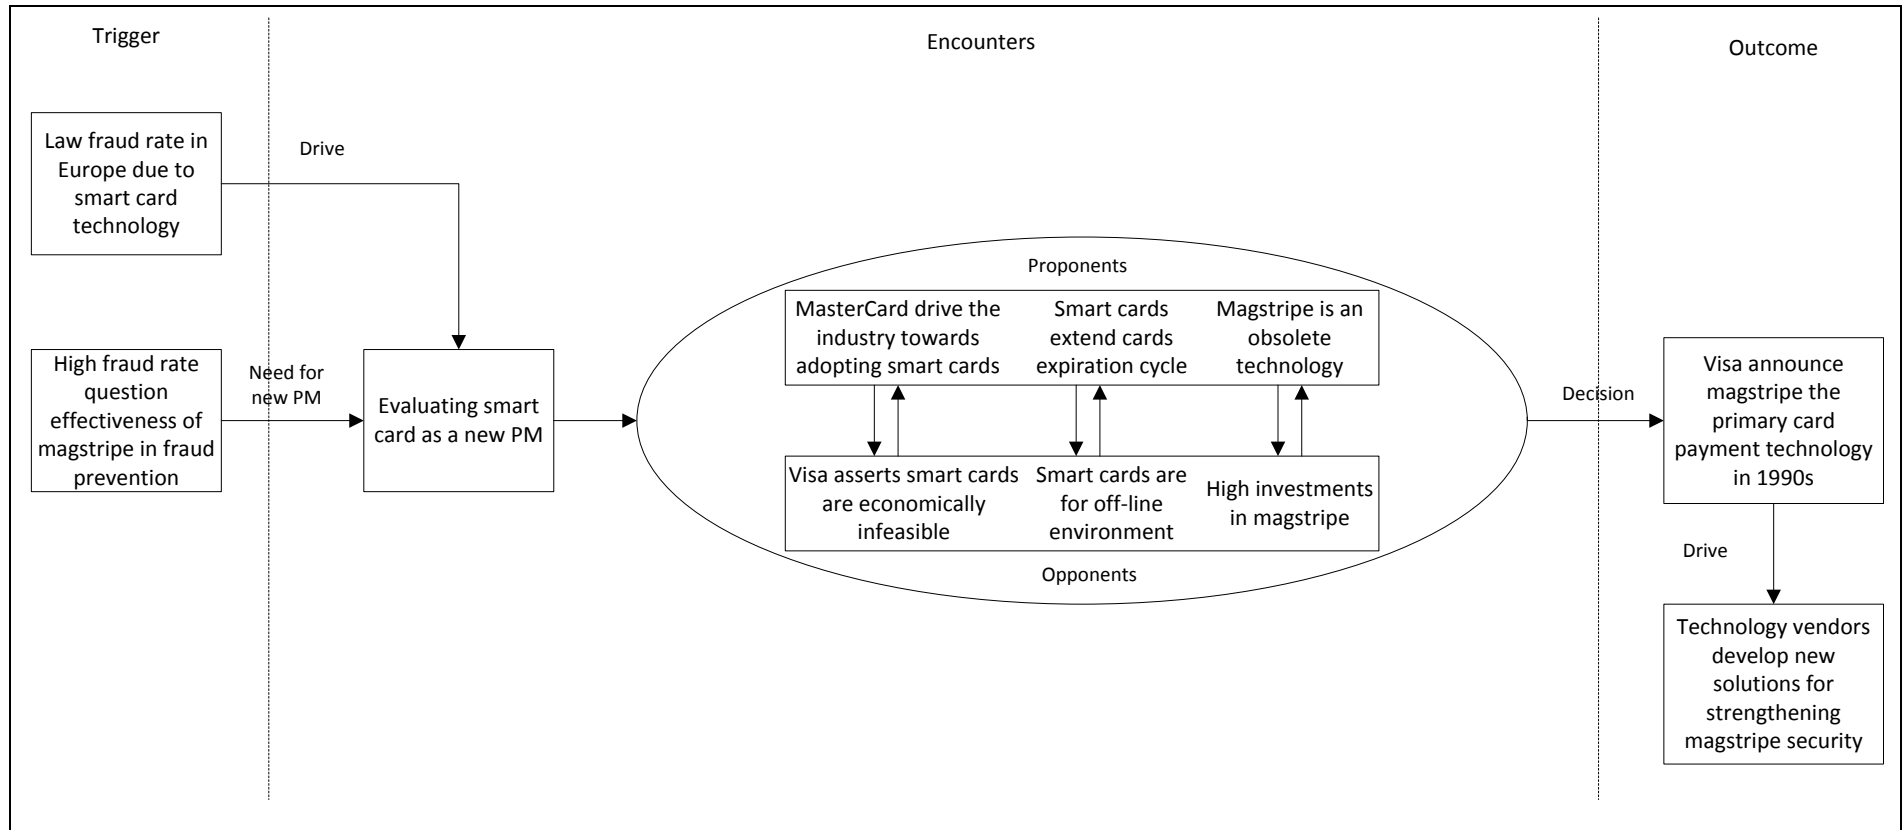 Trigger
Encounters
Outcome
Law fraud rate in
Europe due to
smart card
technology
Drive
High fraud rate
question
effectiveness of
magstripe in fraud
prevention
Need for
new PM
Evaluating smart
card as a new PM
Proponents
MasterCard drive the
industry towards
adopting smart cards
Smart cards
extend cards
expiration cycle
Magstripe is an
obsolete
technology
Visa asserts smart cards
are economically
infeasible
Smart cards are
for off-line
environment
High investments
in magstripe
Opponents
Decision
Visa announce
magstripe the
primary card
payment technology
in 1990s
Drive
Technology vendors
develop new
solutions for
strengthening
magstripe security